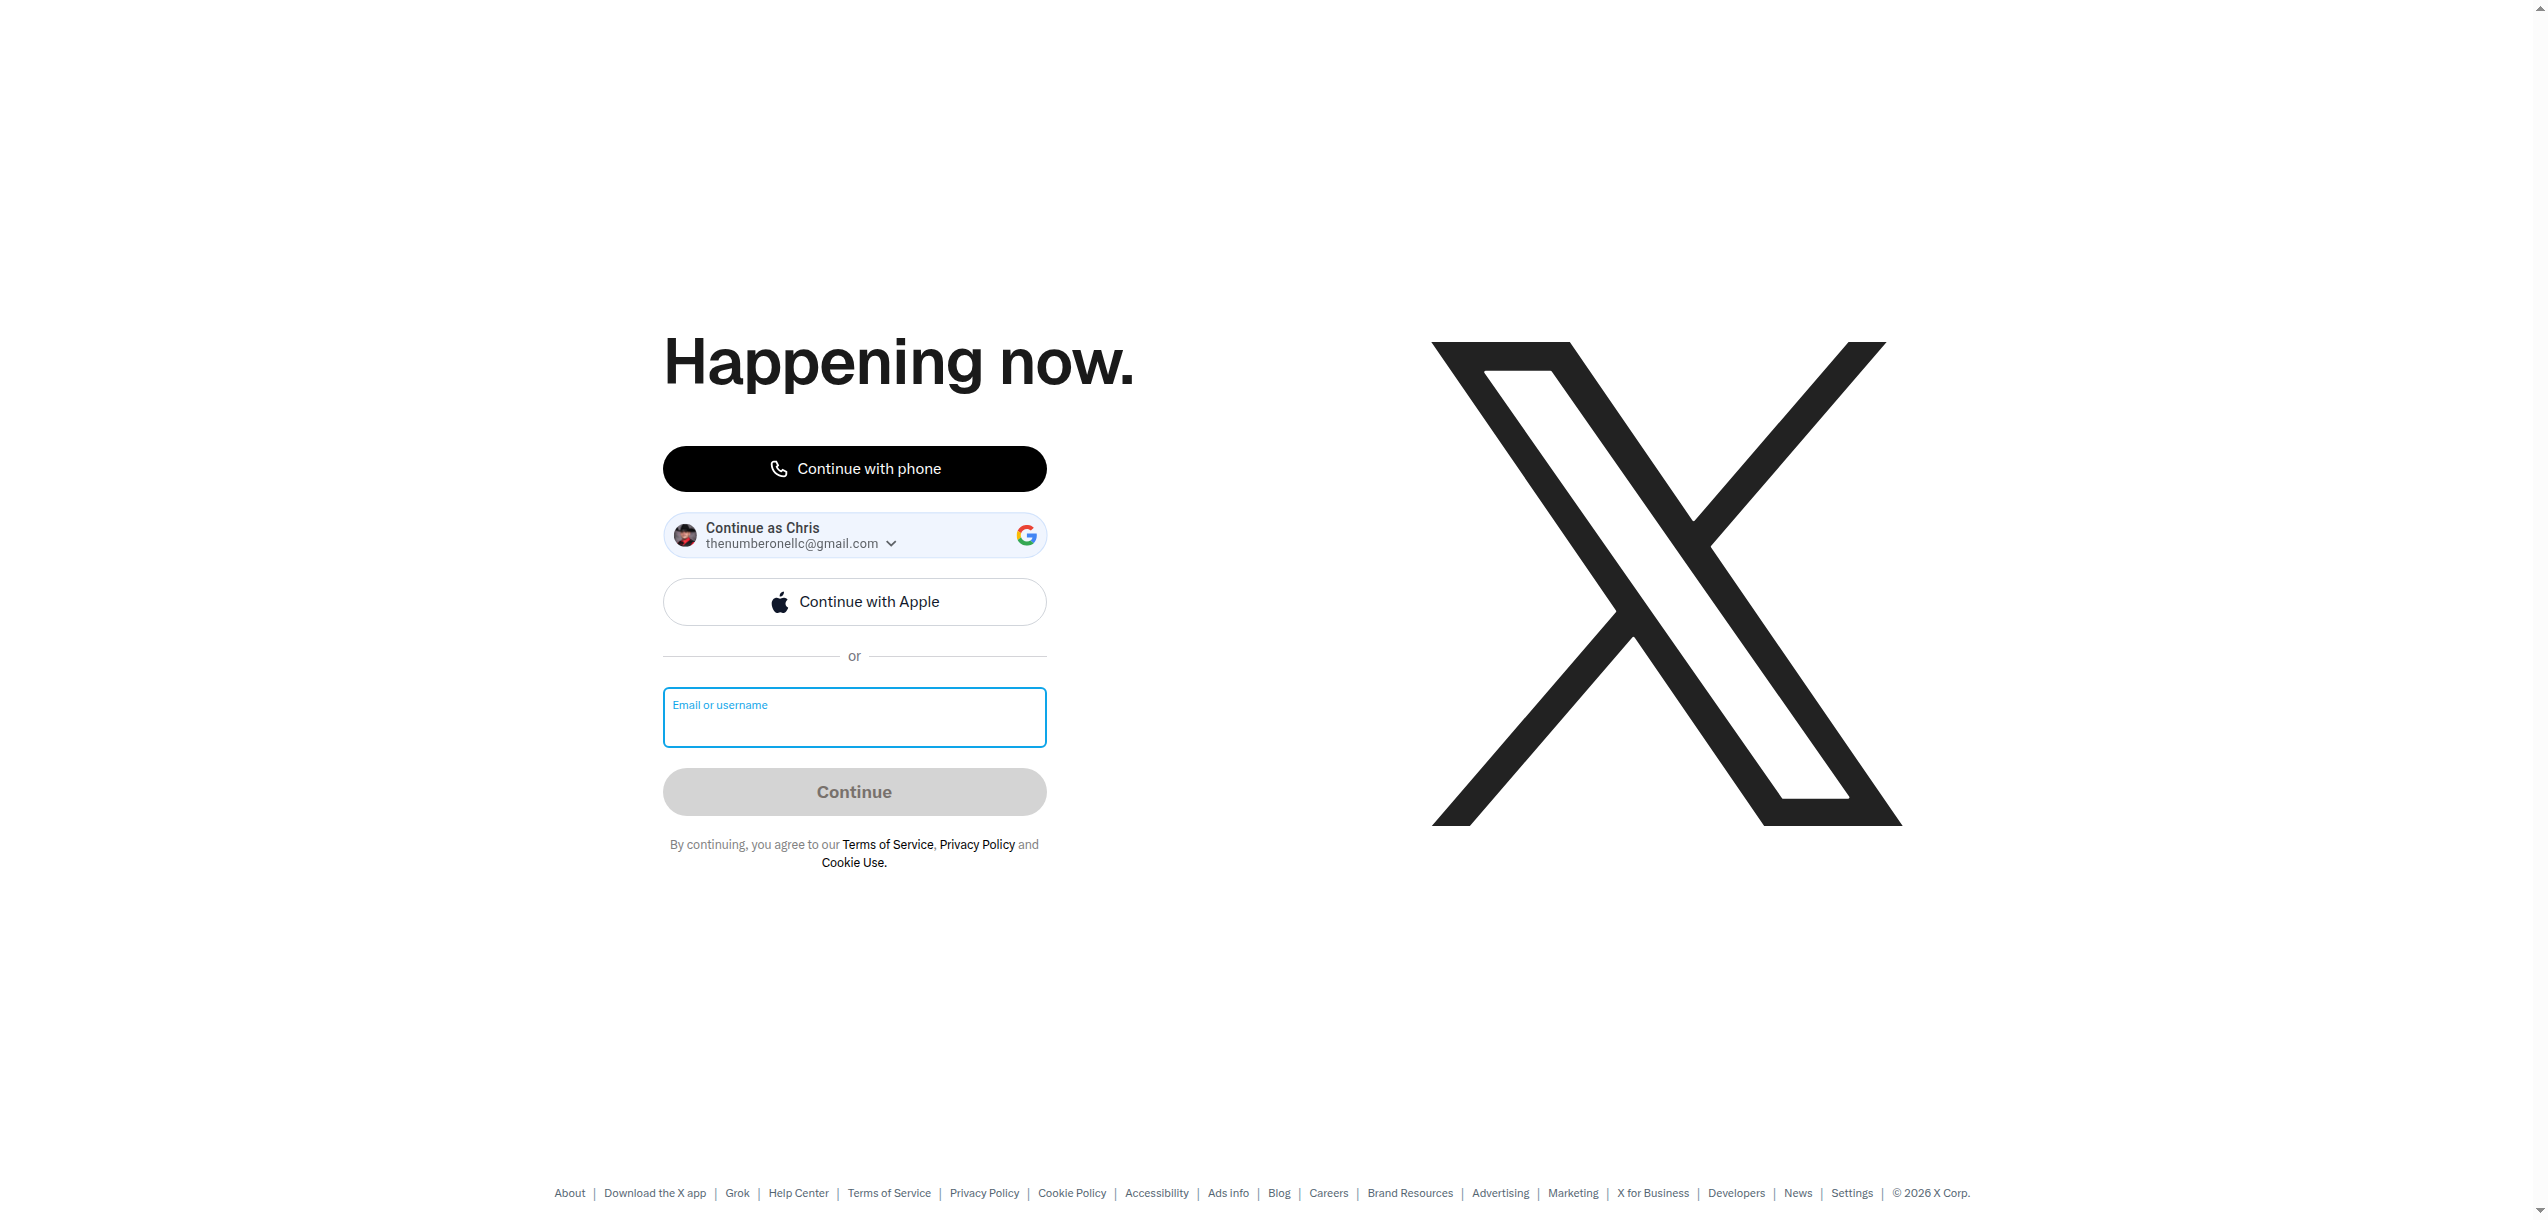 Happening now.
Continue with phone
Continue as Chris
thenumberonellc@gmail.com
Continue with Apple
or
Email or username
Continue
By continuing, you agree to our Terms of Service, Privacy Policy and
Cookie Use.
About | Download the X app | Grok | Help Center | Terms of Service | Privacy Policy | Cookie Policy | Accessibility | Ads info | Blog | Careers | Brand Resources | Advertising | Marketing | X for Business | Developers | News | Settings | © 2026 X Corp.